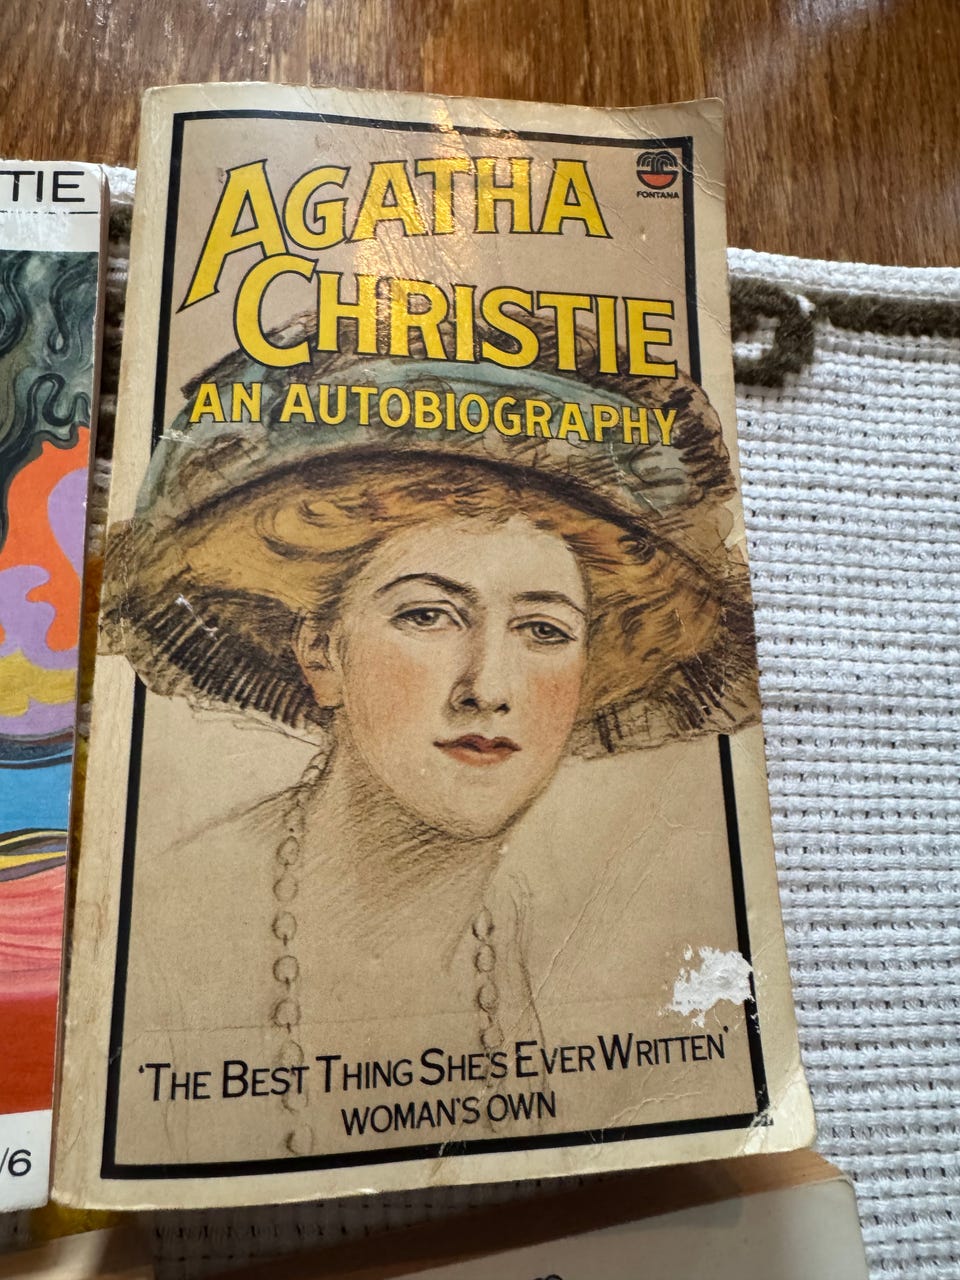 TIE
AGATHA
FONTANA
CHRISTIE
AN AUTOBIOGRAPHY
'THE BEST THING SHE'S EVER WRITTEN'
WOMAN'S OWN
/6